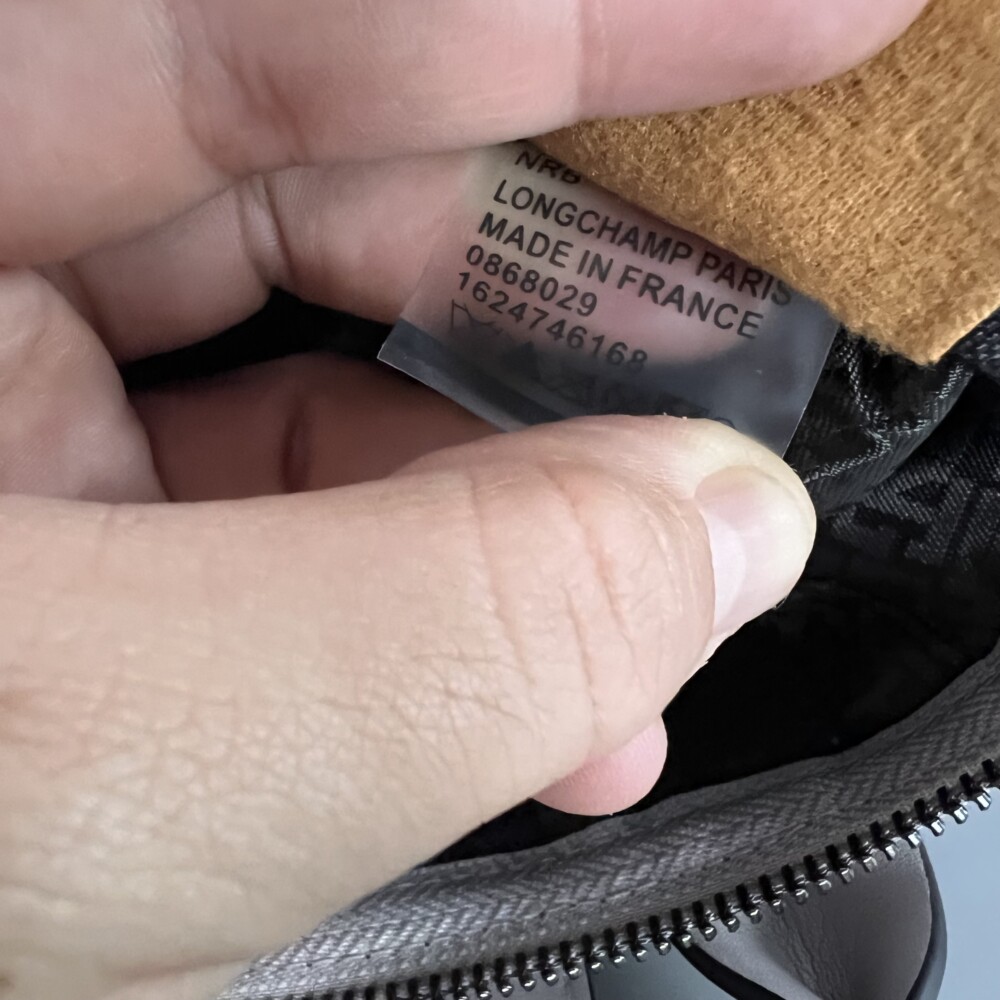 NRB
LONGCHAMP PARIS
MADE IN FRANCE
0868029
1624746168